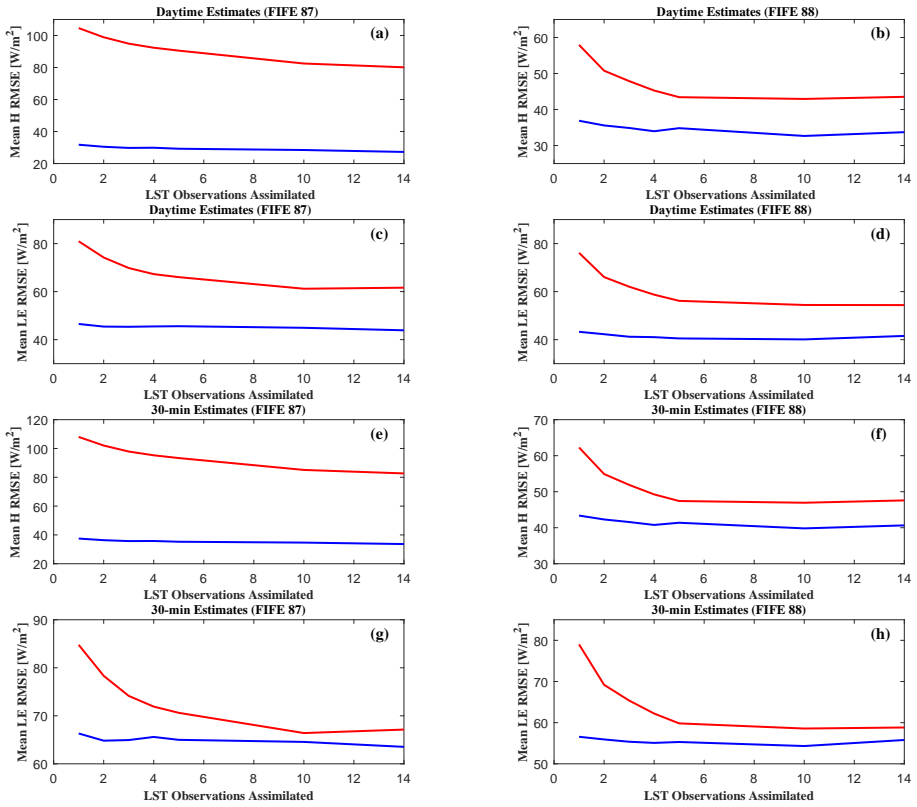 Daytime Estimates (FIFE 87)
(a)
Mean H RMSE [W/m²]
100
80
60
40
20
0 2 4 6 8 10 12 14
LST Observations Assimilated
Daytime Estimates (FIFE 88)
(b)
Mean H RMSE [W/m²]
60
50
40
30
0 2 4 6 8 10 12 14
LST Observations Assimilated
Daytime Estimates (FIFE 87)
(c)
Mean LE RMSE [W/m²]
80
60
40
0 2 4 6 8 10 12 14
LST Observations Assimilated
Daytime Estimates (FIFE 88)
(d)
Mean LE RMSE [W/m²]
80
60
40
0 2 4 6 8 10 12 14
LST Observations Assimilated
30-min Estimates (FIFE 87)
(e)
Mean H RMSE [W/m²]
120
100
80
60
40
20
0 2 4 6 8 10 12 14
LST Observations Assimilated
30-min Estimates (FIFE 88)
(f)
Mean H RMSE [W/m²]
70
60
50
40
30
0 2 4 6 8 10 12 14
LST Observations Assimilated
30-min Estimates (FIFE 87)
(g)
Mean LE RMSE [W/m²]
90
80
70
60
0 2 4 6 8 10 12 14
LST Observations Assimilated
30-min Estimates (FIFE 88)
(h)
Mean LE RMSE [W/m²]
80
70
60
50
0 2 4 6 8 10 12 14
LST Observations Assimilated